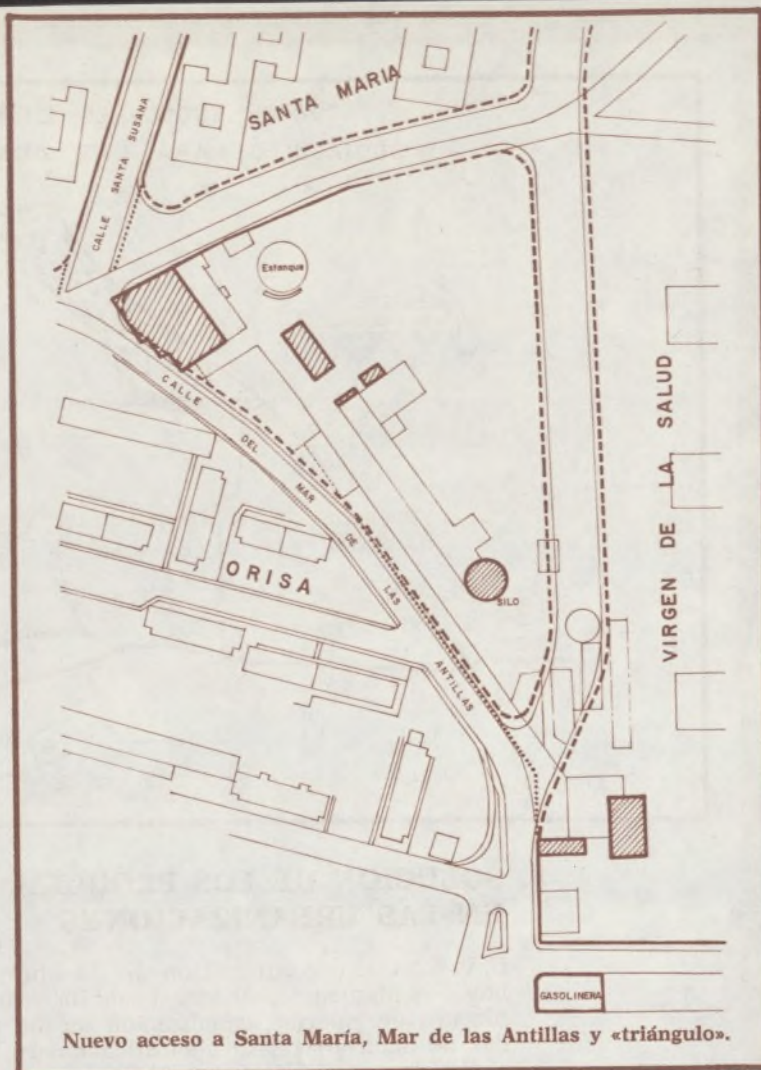 SANTA MARIA
CALLE SANTA SUSANA
Estanque
CALLE DEL MAR DE LAS ANTILLAS
ORISA
SILO
VIRGEN DE LA SALUD
GASOLINERA
Nuevo acceso a Santa María, Mar de las Antillas y «triángulo».